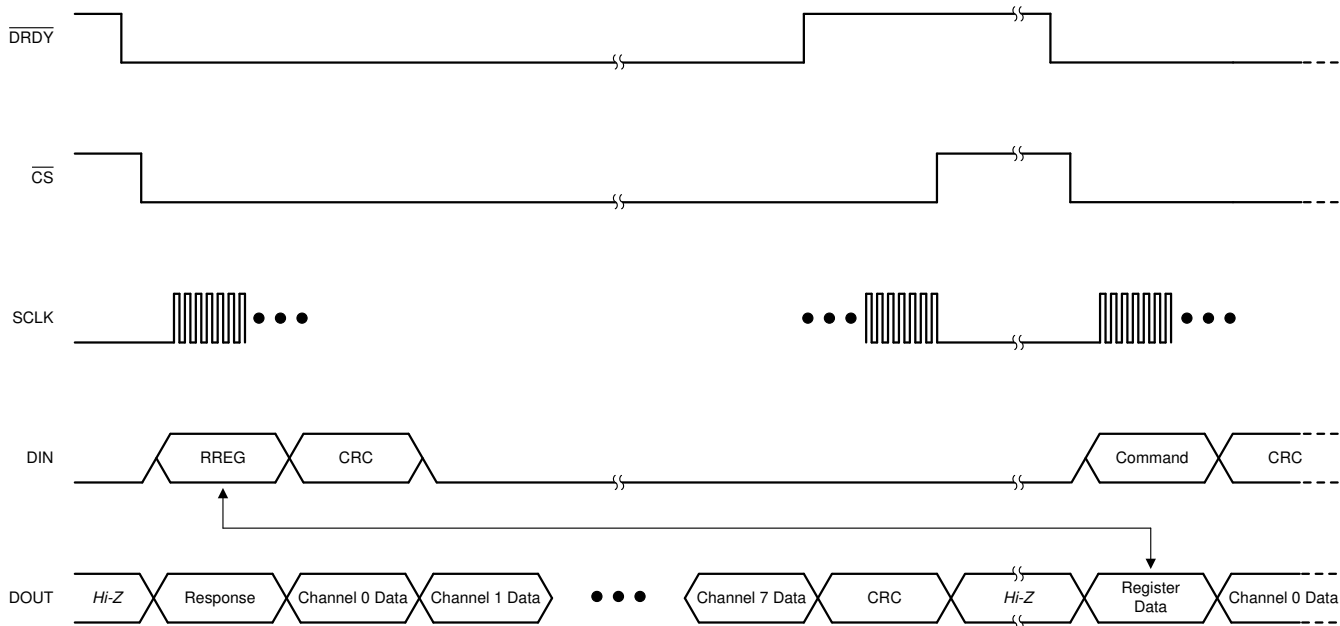 DRDY
CS
SCLK
DIN
RREG
CRC
Command
CRC
DOUT
Hi-Z
Response
Channel 0 Data
Channel 1 Data
Channel 7 Data
CRC
Hi-Z
Register
Data
Channel 0 Data